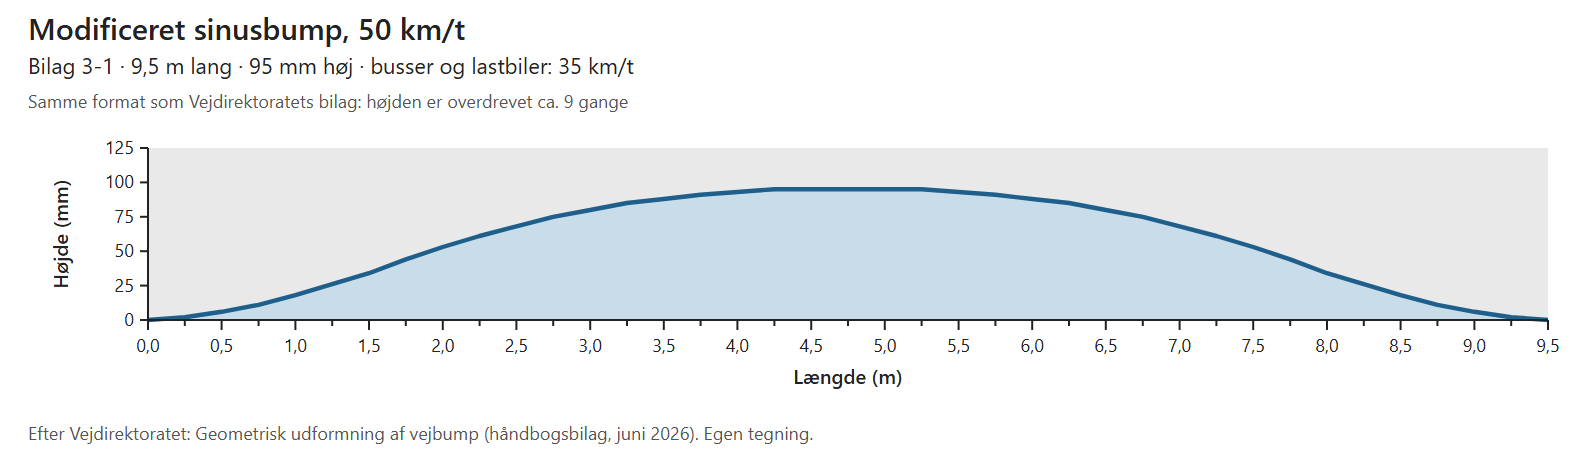 Modificeret sinusbump, 50 km/t
Bilag 3-1 · 9,5 m lang · 95 mm høj · busser og lastbiler: 35 km/t
Samme format som Vejdirektoratets bilag: højden er overdrevet ca. 9 gange
Højde (mm)
125
100
75
50
25
0
0,0 0,5 1,0 1,5 2,0 2,5 3,0 3,5 4,0 4,5 5,0 5,5 6,0 6,5 7,0 7,5 8,0 8,5 9,0 9,5
Længde (m)
Efter Vejdirektoratet: Geometrisk udformning af vejbump (håndbogsbilag, juni 2026). Egen tegning.